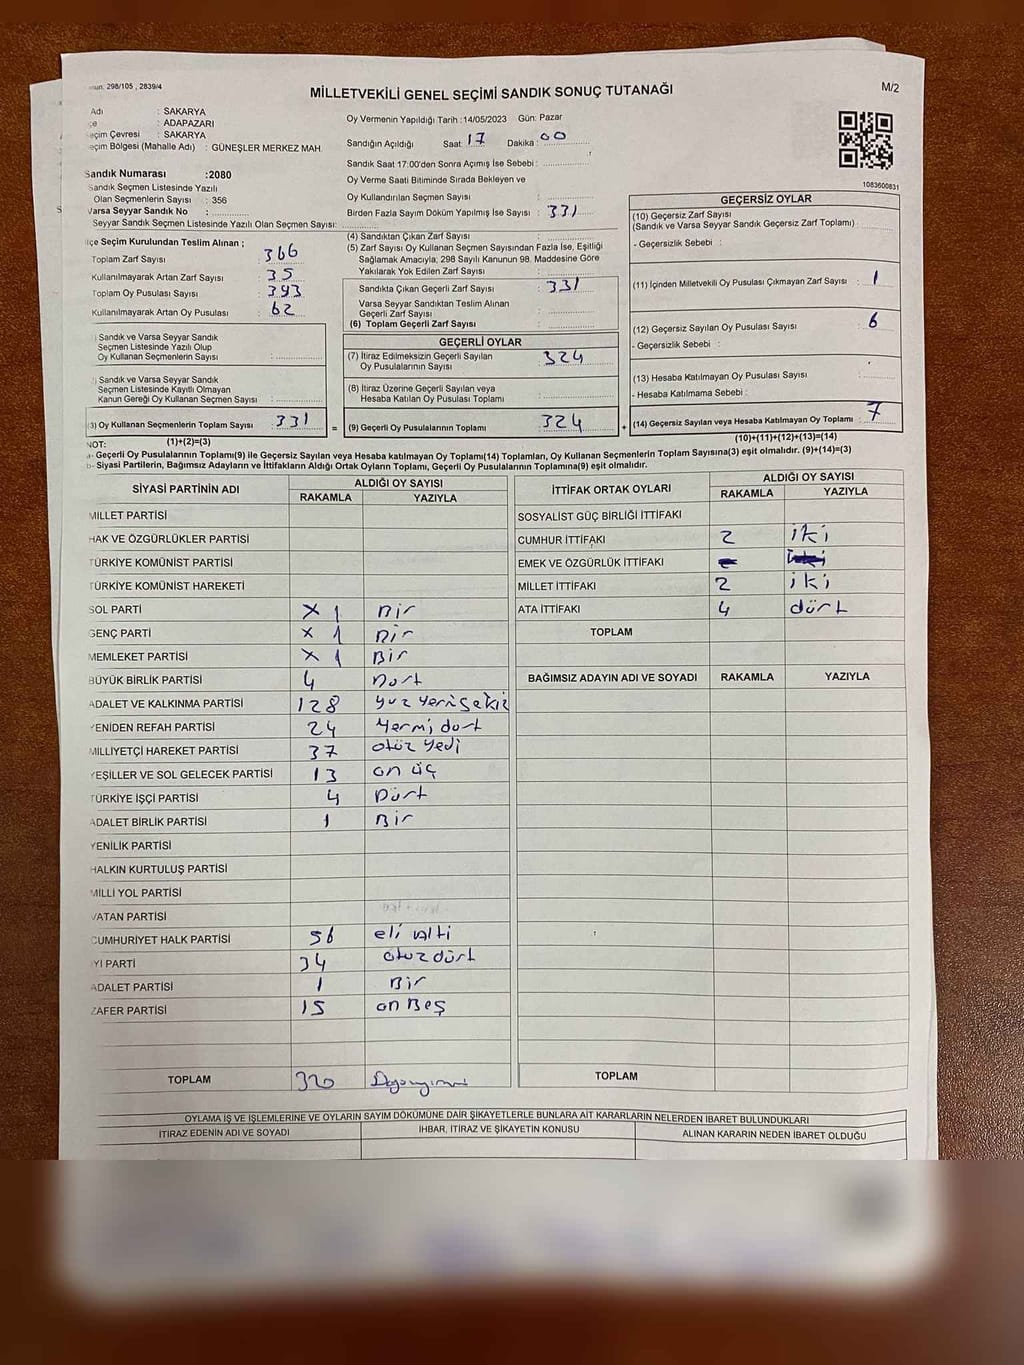 298/105 , 2839/4
MİLLETVEKİLİ GENEL SEÇİMİ SANDIK SONUÇ TUTANAĞI
M/2
Adı : SAKARYA
: ADAPAZARI
eçim Çevresi : SAKARYA
eçim Bölgesi (Mahalle Adı) : GÜNEŞLER MERKEZ MAH.
Sandık Numarası :2080
Sandık Seçmen Listesinde Yazılı
Olan Seçmenlerin Sayısı : 356
Varsa Seyyar Sandık No :
Seyyar Sandık Seçmen Listesinde Yazılı Olan Seçmen Sayısı:
Oy Vermenin Yapıldığı Tarih :14/05/2023 Gün: Pazar
Sandığın Açıldığı Saat: 17 Dakika: 00
Sandık Saat 17:00'den Sonra Açımış İse Sebebi :
Oy Verme Saati Bitiminde Sırada Bekleyen ve
Oy Kullandırılan Seçmen Sayısı :
Birden Fazla Sayım Döküm Yapılmış İse Sayısı : 331
1083600831
lçe Seçim Kurulundan Teslim Alınan ;
Toplam Zarf Sayısı : 366
Kullanılmayarak Artan Zarf Sayısı : 35
Toplam Oy Pusulası Sayısı : 393
Kullanılmayarak Artan Oy Pusulası : 62
) Sandık ve Varsa Seyyar Sandık
Seçmen Listesinde Yazılı Olup
Oy Kullanan Seçmenlerin Sayısı :
) Sandık ve Varsa Seyyar Sandık
Seçmen Listesinde Kayıtlı Olmayan
Kanun Gereği Oy Kullanan Seçmen Sayısı :
(3) Oy Kullanan Seçmenlerin Toplam Sayısı : 331 =
(4) Sandıktan Çıkan Zarf Sayısı :
(5) Zarf Sayısı Oy Kullanan Seçmen Sayısından Fazla İse, Eşitliği
Sağlamak Amacıyla; 298 Sayılı Kanunun 98. Maddesine Göre
Yakılarak Yok Edilen Zarf Sayısı :
Sandıkta Çıkan Geçerli Zarf Sayısı : 331
Varsa Seyyar Sandıktan Teslim Alınan
Geçerli Zarf Sayısı :
(6) Toplam Geçerli Zarf Sayısı :
GEÇERLİ OYLAR
(7) İtiraz Edilmeksizin Geçerli Sayılan
Oy Pusulalarının Sayısı : 324
(8) İtiraz Üzerine Geçerli Sayılan veya
Hesaba Katılan Oy Pusulası Toplamı :
(9) Geçerli Oy Pusulalarının Toplamı : 324 +
GEÇERSİZ OYLAR
(10) Geçersiz Zarf Sayısı
(Sandık ve Varsa Seyyar Sandık Geçersiz Zarf Toplamı) :
- Geçersizlik Sebebi :
(11) İçinden Milletvekili Oy Pusulası Çıkmayan Zarf Sayısı : 1
(12) Geçersiz Sayılan Oy Pusulası Sayısı : 6
- Geçersizlik Sebebi :
(13) Hesaba Katılmayan Oy Pusulası Sayısı :
- Hesaba Katılmama Sebebi :
(14) Geçersiz Sayılan veya Hesaba Katılmayan Oy Toplamı : 7
NOT: (1)+(2)=(3)
(10)+(11)+(12)+(13)=(14)
a- Geçerli Oy Pusulalarının Toplamı(9) ile Geçersiz Sayılan veya Hesaba Katılmayan Oy Toplamı(14) Toplamları, Oy Kullanan Seçmenlerin Toplam Sayısına(3) eşit olmalıdır. (9)+(14)=(3)
b- Siyasi Partilerin, Bağımsız Adayların ve İttifakların Aldığı Ortak Oyların Toplamı, Geçerli Oy Pusulalarının Toplamına(9) eşit olmalıdır.
SİYASİ PARTİNİN ADI ALDIĞI OY SAYISI
RAKAMLA YAZIYLA
MİLLET PARTİSİ
HAK VE ÖZGÜRLÜKLER PARTİSİ
TÜRKİYE KOMÜNİST PARTİSİ
TÜRKİYE KOMÜNİST HAREKETİ
SOL PARTİ X 1 Bir
GENÇ PARTİ X 1 Bir
MEMLEKET PARTİSİ X 1 Bir
BÜYÜK BİRLİK PARTİSİ 4 Dort
ADALET VE KALKINMA PARTİSİ 128 yuz yermi sekiz
YENİDEN REFAH PARTİSİ 24 Yermi dort
MİLLİYETÇİ HAREKET PARTİSİ 37 otuz yedi
YEŞİLLER VE SOL GELECEK PARTİSİ 13 on üç
TÜRKİYE İŞÇİ PARTİSİ 4 Dört
ADALET BİRLİK PARTİSİ 1 Bir
YENİLİK PARTİSİ
HALKIN KURTULUŞ PARTİSİ
MİLLİ YOL PARTİSİ
VATAN PARTİSİ
CUMHURİYET HALK PARTİSİ 56 eli Alti
İYİ PARTİ 34 otuz dört
ADALET PARTİSİ 1 Bir
ZAFER PARTİSİ 15 on Beş
TOPLAM 320
İTTİFAK ORTAK OYLARI ALDIĞI OY SAYISI
RAKAMLA YAZIYLA
SOSYALİST GÜÇ BİRLİĞİ İTTİFAKI
CUMHUR İTTİFAKI 2 iki
EMEK VE ÖZGÜRLÜK İTTİFAKI
MİLLET İTTİFAKI 2 iki
ATA İTTİFAKI 4 dört
TOPLAM
BAĞIMSIZ ADAYIN ADI VE SOYADI RAKAMLA YAZIYLA
TOPLAM
OYLAMA İŞ VE İŞLEMLERİNE VE OYLARIN SAYIM DÖKÜMÜNE DAİR ŞİKAYETLERLE BUNLARA AİT KARARLARIN NELERDEN İBARET BULUNDUKLARI
İTİRAZ EDENİN ADI VE SOYADI İHBAR, İTİRAZ VE ŞİKAYETİN KONUSU ALINAN KARARIN NEDEN İBARET OLDUĞU